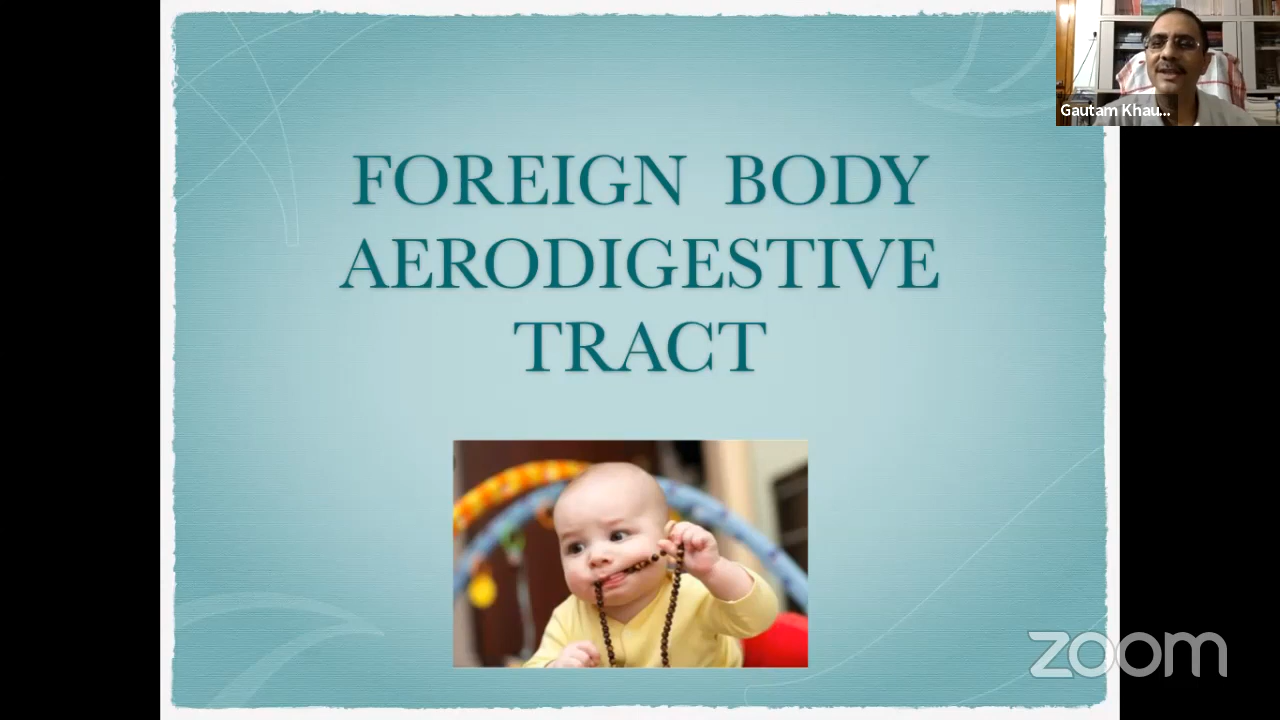 FOREIGN BODY
AERODIGESTIVE
TRACT
Gautam Khau...
zoom